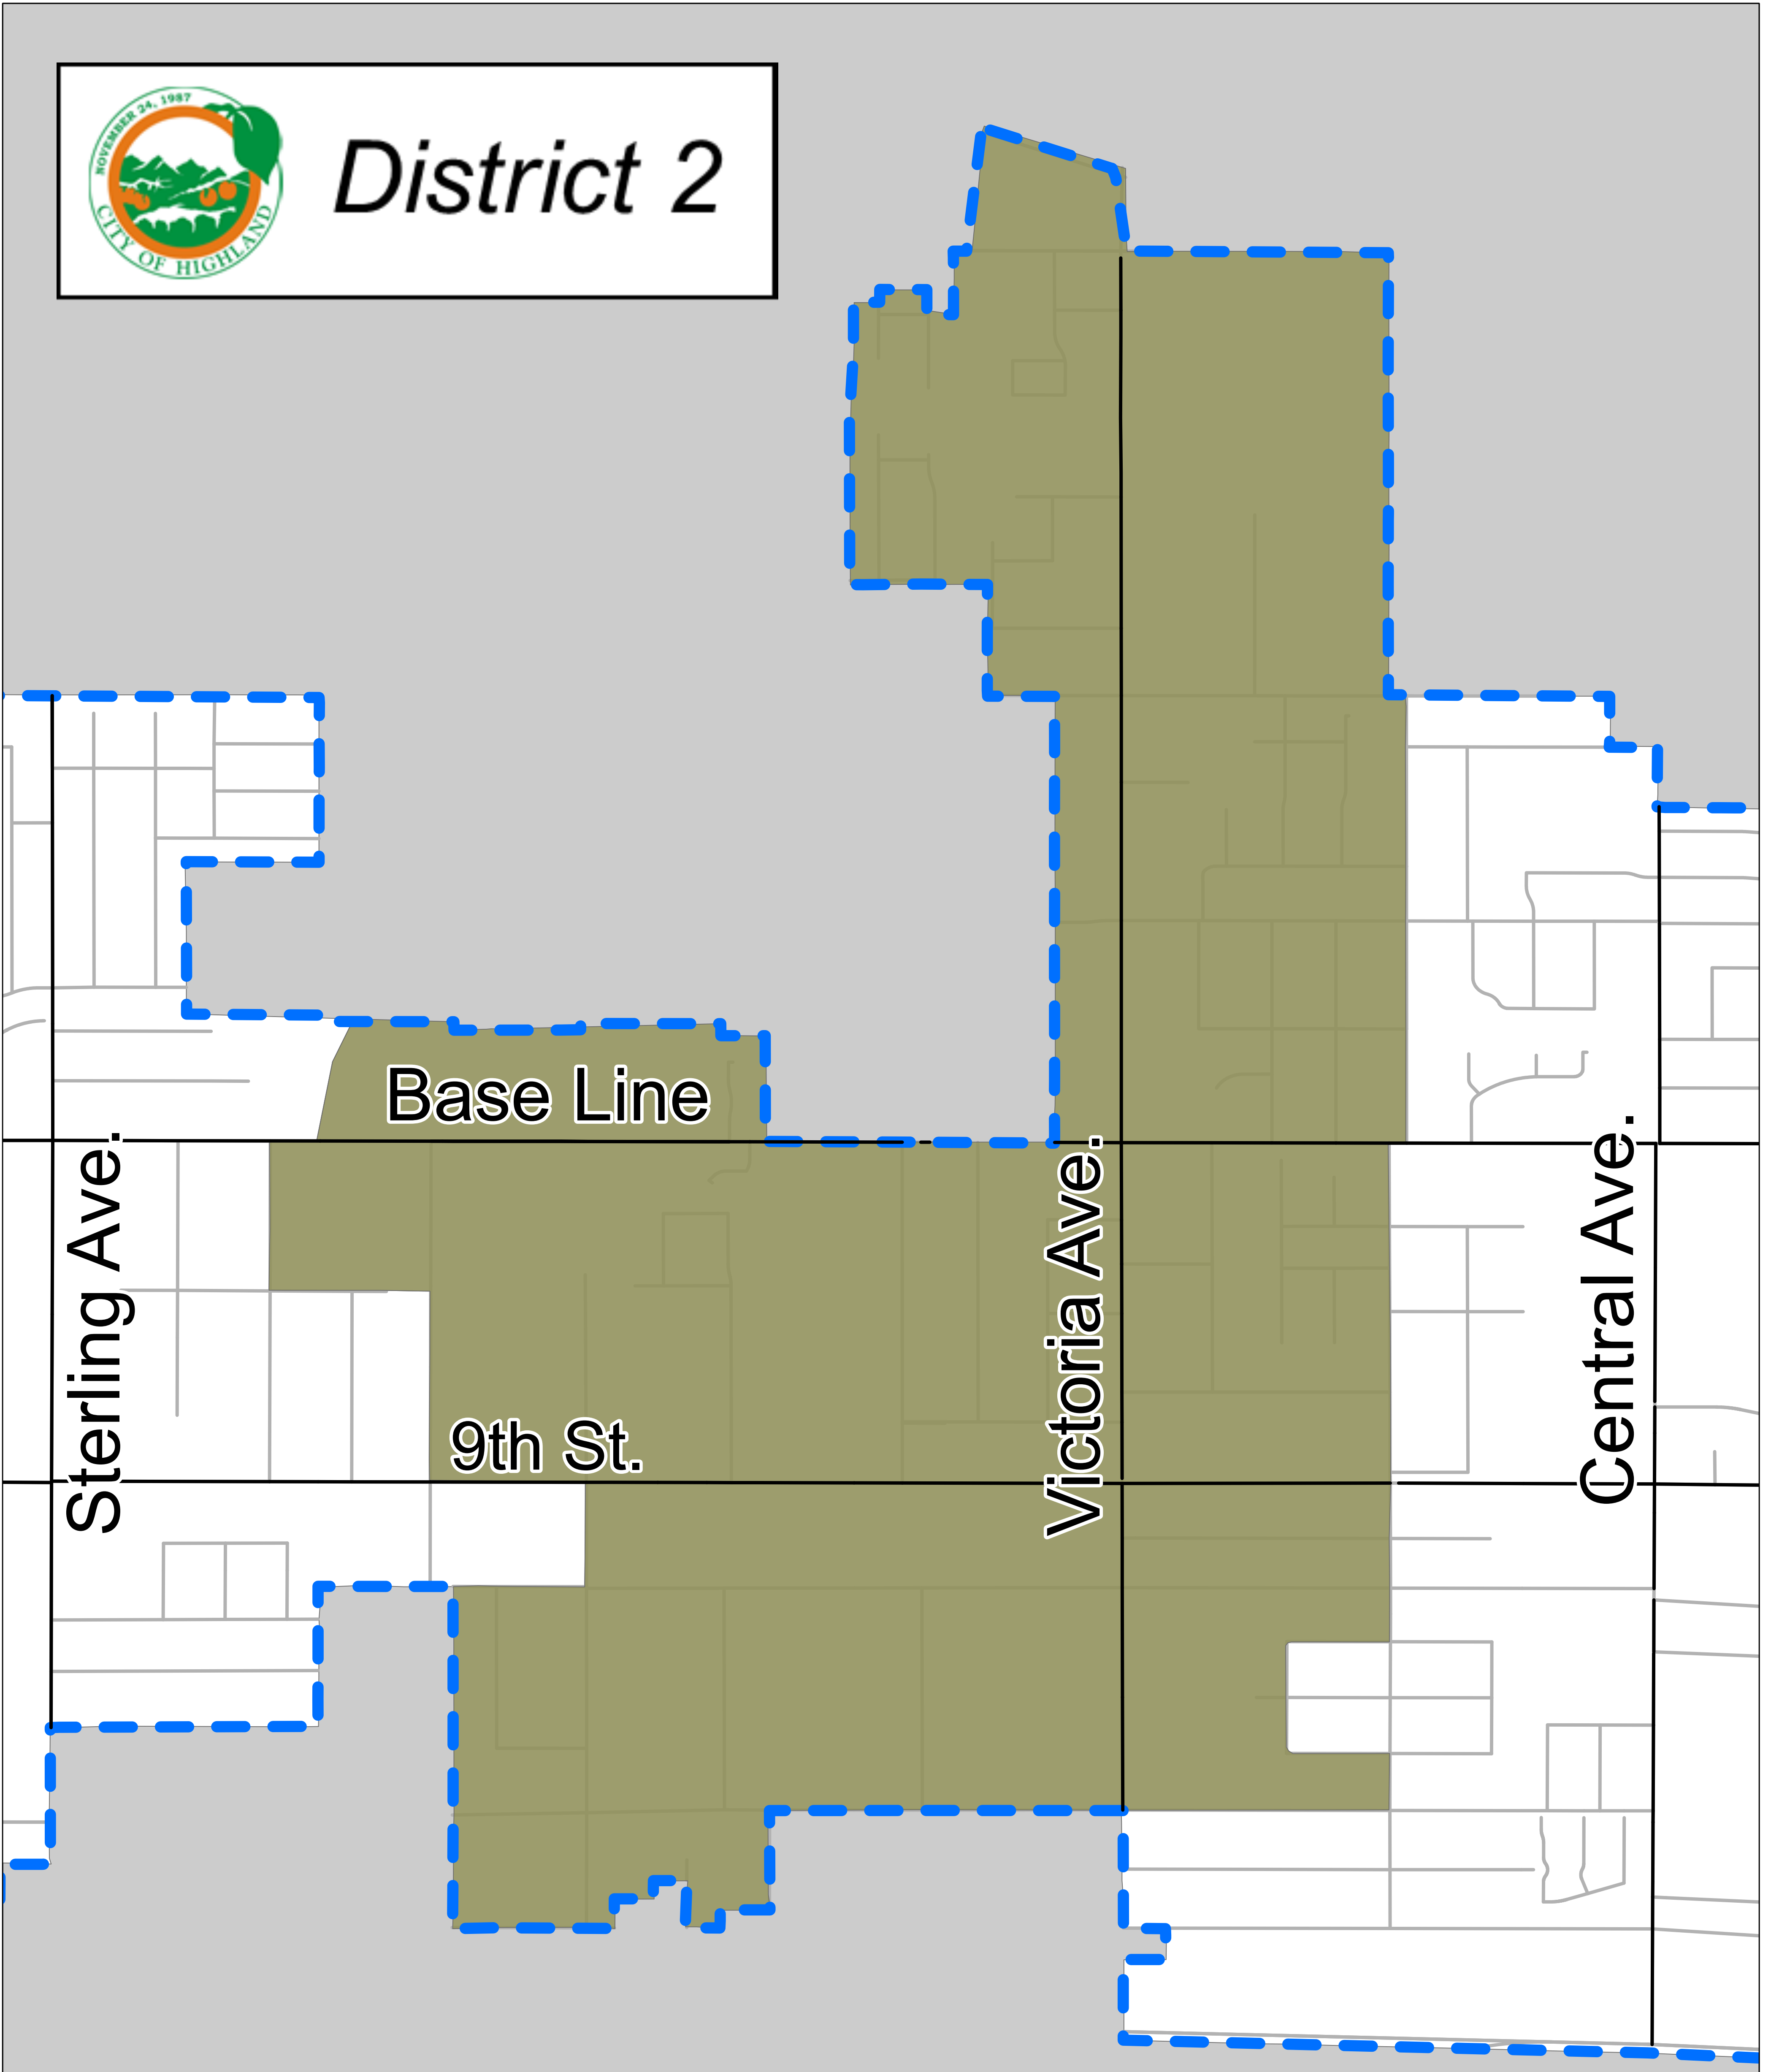 NOVEMBER 24, 1987
CITY OF HIGHLAND
District 2
Base Line
Sterling Ave.
Victoria Ave.
Central Ave.
9th St.